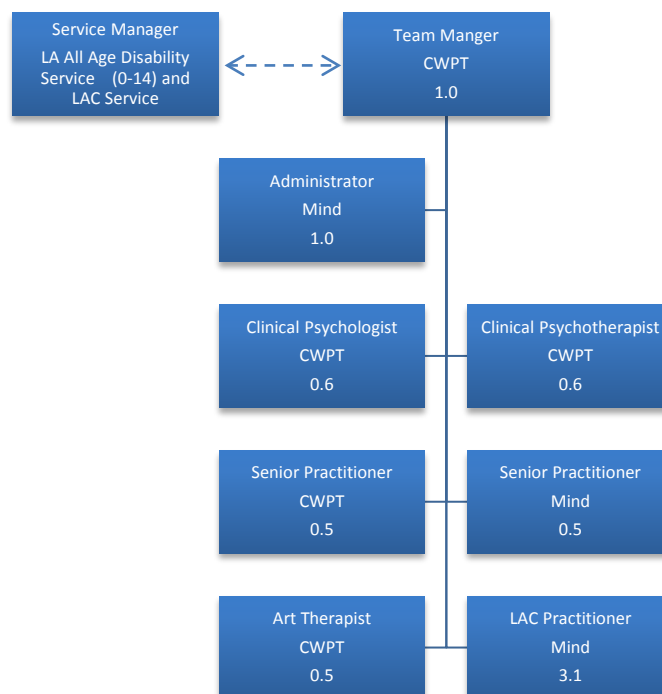 Service Manager
LA All Age Disability
Service (0-14) and
LAC Service
Team Manger
CWPT
1.0
Administrator
Mind
1.0
Clinical Psychologist
CWPT
0.6
Clinical Psychotherapist
CWPT
0.6
Senior Practitioner
CWPT
0.5
Senior Practitioner
Mind
0.5
Art Therapist
CWPT
0.5
LAC Practitioner
Mind
3.1